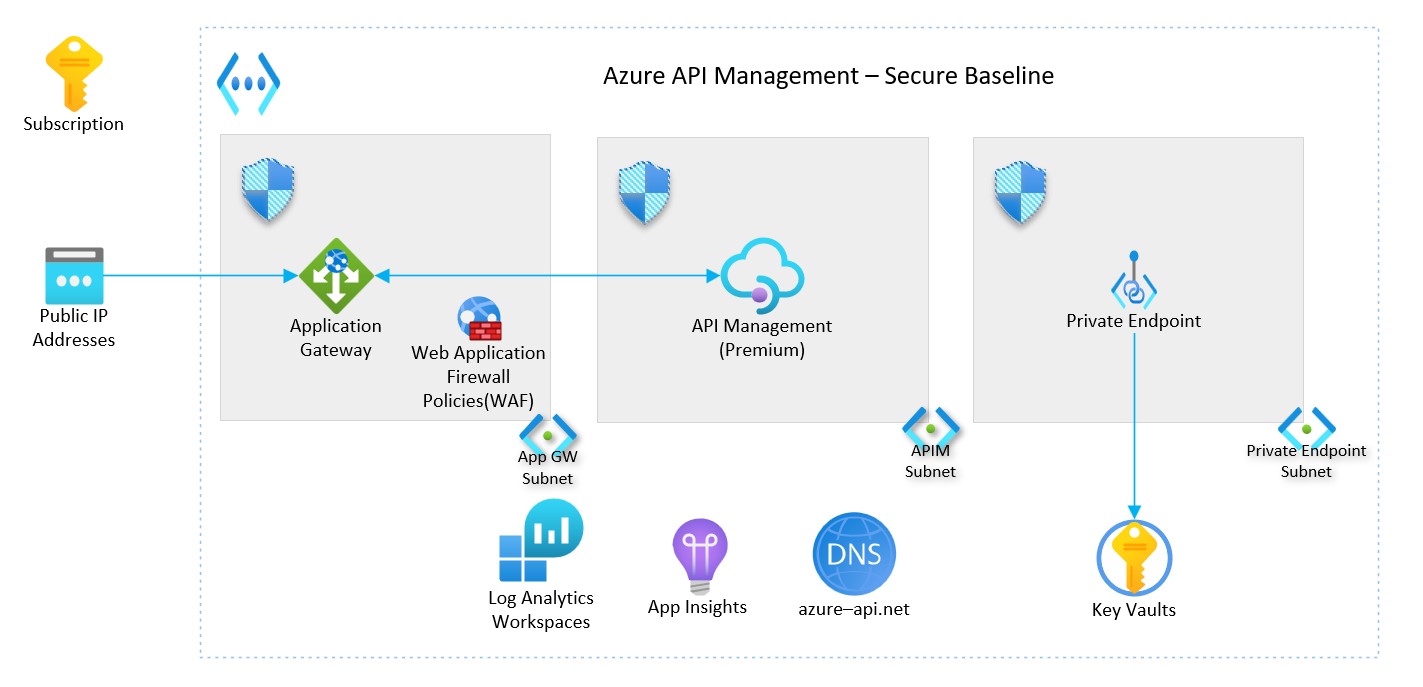 Azure API Management – Secure Baseline
Subscription
Public IP
Addresses
Application
Gateway
Web Application
Firewall
Policies(WAF)
App GW
Subnet
API Management
(Premium)
APIM
Subnet
Private Endpoint
Private Endpoint
Subnet
Log Analytics
Workspaces
App Insights
DNS
azure–api.net
Key Vaults